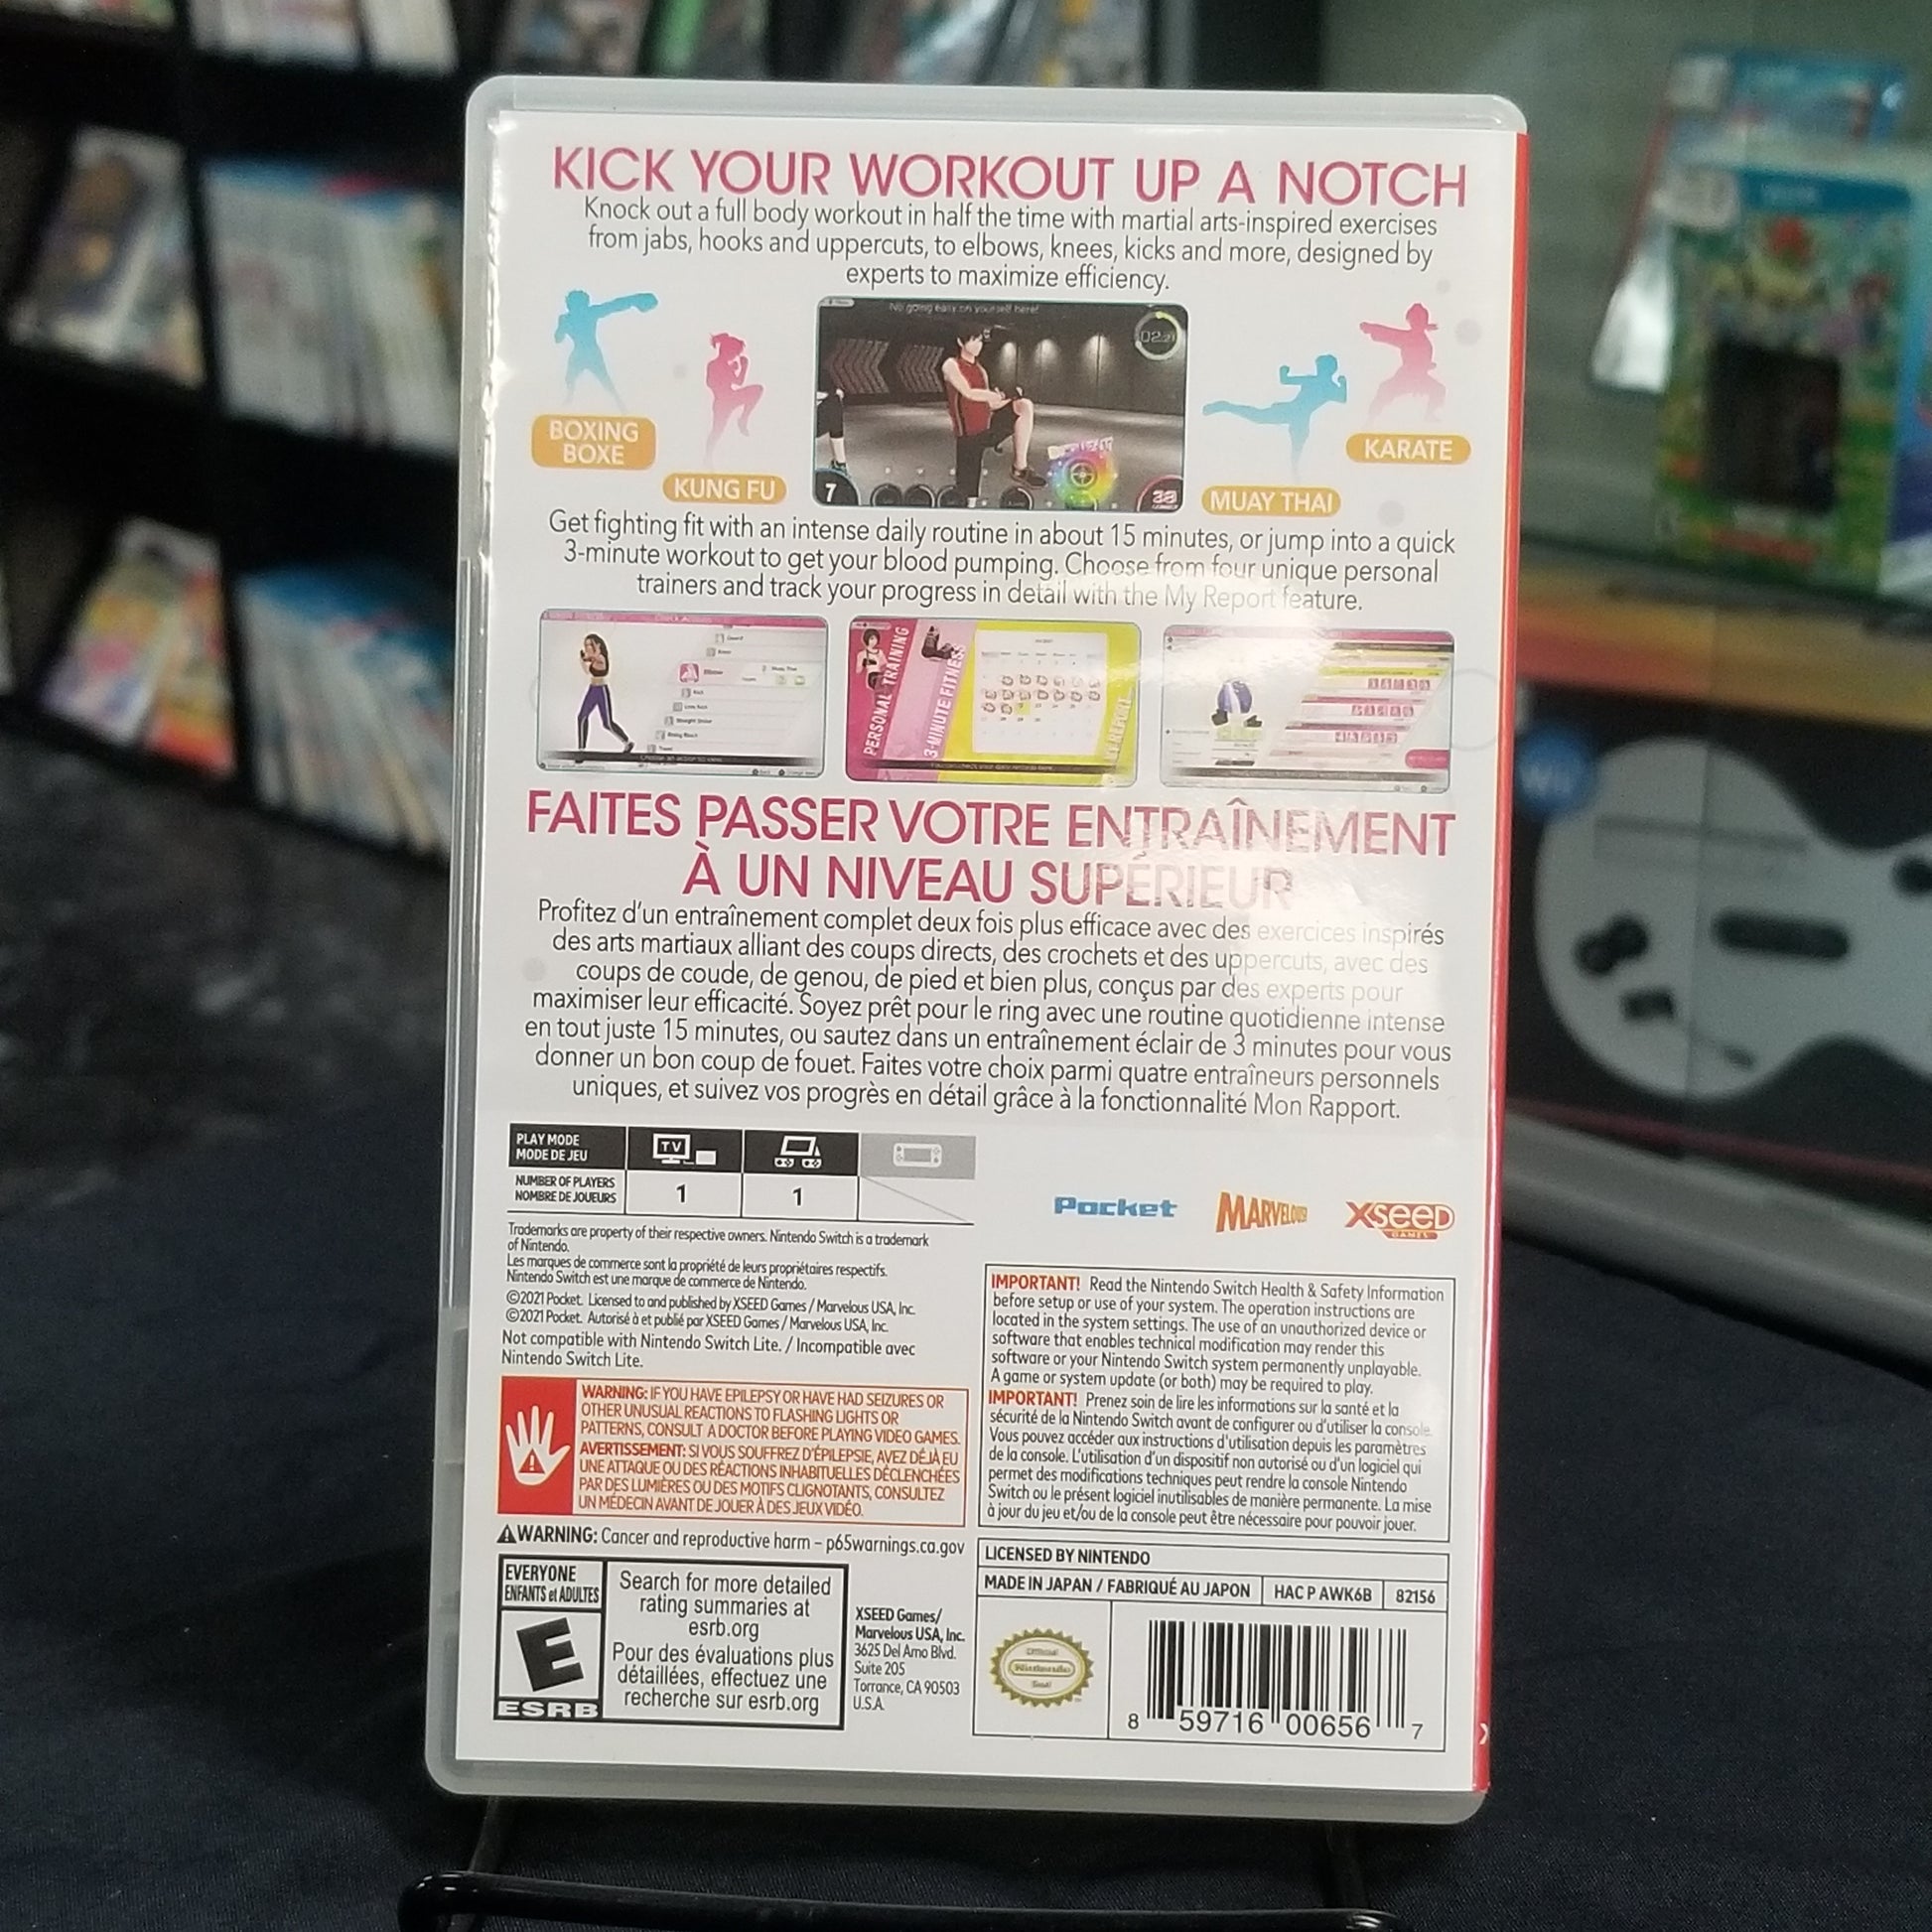 KICK YOUR WORKOUT UP A NOTCH
Knock out a full body workout in half the time with martial arts-inspired exercises
from jabs, hooks and uppercuts, to elbows, knees, kicks and more, designed by
experts to maximize efficiency.
No going easy on yourself here!
BOXING
BOXE
KUNG FU
7
38
MUAY THAI
KARATE
Get fighting fit with an intense daily routine in about 15 minutes, or jump into a quick
3-minute workout to get your blood pumping. Choose from four unique personal
trainers and track your progress in detail with the My Report feature.
PERSONAL TRAINING
3-MINUTE FITNESS
FAITES PASSER VOTRE ENTRAÎNEMENT
À UN NIVEAU SUPÉRIEUR
Profitez d'un entraînement complet deux fois plus efficace avec des exercices inspirés
des arts martiaux alliant des coups directs, des crochets et des uppercuts, avec des
coups de coude, de genou, de pied et bien plus, conçus par des experts pour
maximiser leur efficacité. Soyez prêt pour le ring avec une routine quotidienne intense
en tout juste 15 minutes, ou sautez dans un entraînement éclair de 3 minutes pour vous
donner un bon coup de fouet. Faites votre choix parmi quatre entraîneurs personnels
uniques, et suivez vos progrès en détail grâce à la fonctionnalité Mon Rapport.
PLAY MODE
MODE DE JEU
TV
NUMBER OF PLAYERS
NOMBRE DE JOUEURS
1
1
Pocket
MARVELOUS!
XSEED
GAMES
Trademarks are property of their respective owners. Nintendo Switch is a trademark
of Nintendo.
Les marques de commerce sont la propriété de leurs propriétaires respectifs.
Nintendo Switch est une marque de commerce de Nintendo.
©2021 Pocket. Licensed to and published by XSEED Games / Marvelous USA, Inc.
©2021 Pocket. Autorisé à et publié par XSEED Games / Marvelous USA, Inc.
Not compatible with Nintendo Switch Lite. / Incompatible avec
Nintendo Switch Lite.
WARNING: IF YOU HAVE EPILEPSY OR HAVE HAD SEIZURES OR
OTHER UNUSUAL REACTIONS TO FLASHING LIGHTS OR
PATTERNS, CONSULT A DOCTOR BEFORE PLAYING VIDEO GAMES.
AVERTISSEMENT: SI VOUS SOUFFREZ D'ÉPILEPSIE, AVEZ DÉJÀ EU
UNE ATTAQUE OU DES RÉACTIONS INHABITUELLES DÉCLENCHÉES
PAR DES LUMIÈRES OU DES MOTIFS CLIGNOTANTS, CONSULTEZ
UN MÉDECIN AVANT DE JOUER À DES JEUX VIDÉO.
WARNING: Cancer and reproductive harm – p65warnings.ca.gov
IMPORTANT! Read the Nintendo Switch Health & Safety Information
before setup or use of your system. The operation instructions are
located in the system settings. The use of an unauthorized device or
software that enables technical modification may render this
software or your Nintendo Switch system permanently unplayable.
A game or system update (or both) may be required to play.
IMPORTANT! Prenez soin de lire les informations sur la santé et la
sécurité de la Nintendo Switch avant de configurer ou d'utiliser la console.
Vous pouvez accéder aux instructions d'utilisation depuis les paramètres
de la console. L'utilisation d'un dispositif non autorisé ou d'un logiciel qui
permet des modifications techniques peut rendre la console Nintendo
Switch ou le présent logiciel inutilisables de manière permanente. La mise
à jour du jeu et/ou de la console peut être nécessaire pour pouvoir jouer.
EVERYONE
ENFANTS et ADULTES
E
ESRB
Search for more detailed
rating summaries at
esrb.org
Pour des évaluations plus
détaillées, effectuez une
recherche sur esrb.org
XSEED Games/
Marvelous USA, Inc.
3625 Del Amo Blvd.
Suite 205
Torrance, CA 90503
U.S.A.
LICENSED BY NINTENDO
MADE IN JAPAN / FABRIQUÉ AU JAPON
HAC P AWK6B
82156
Official
Nintendo
Seal
8 59716 00656 7
Wii